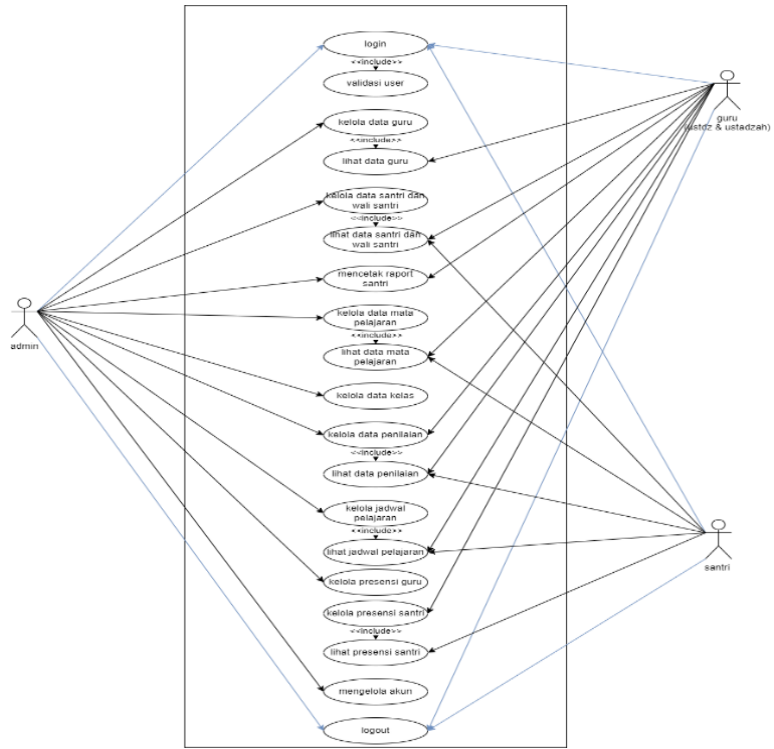 login
<<include>>
validasi user
kelola data guru
<<include>>
lihat data guru
kelola data santri dan
wali santri
<<include>>
lihat data santri dan
wali santri
mencetak raport
santri
kelola data mata
pelajaran
<<include>>
lihat data mata
pelajaran
kelola data kelas
kelola data penilaian
<<include>>
lihat data penilaian
kelola jadwal
pelajaran
<<include>>
lihat jadwal pelajaran
kelola presensi guru
kelola presensi santri
<<include>>
lihat presensi santri
mengelola akun
logout
admin
guru
(ustdz & ustadzah)
santri